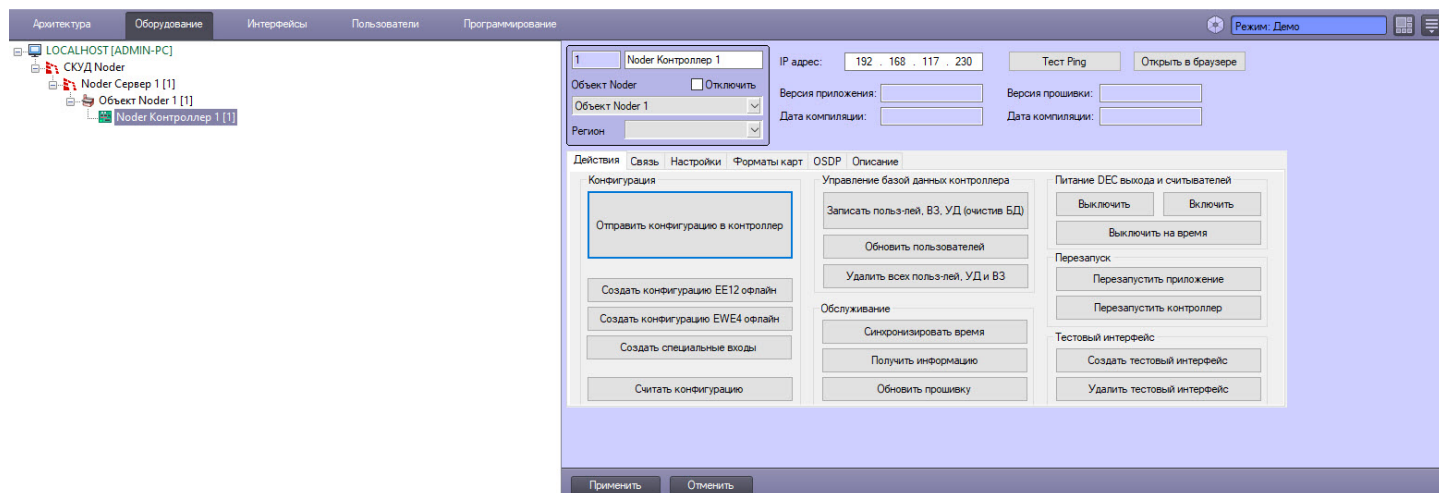 Архитектура Оборудование Интерфейсы Пользователи Программирование Режим: Демо
LOCALHOST [ADMIN-PC]
СКУД Noder
Noder Сервер 1 [1]
Объект Noder 1 [1]
Noder Контроллер 1 [1]
1 Noder Контроллер 1
Объект Noder Отключить
Объект Noder 1
Регион
IP адрес: 192 . 168 . 117 . 230 Тест Ping Открыть в браузере
Версия приложения: Версия прошивки:
Дата компиляции: Дата компиляции:
Действия Связь Настройки Форматы карт OSDP Описание
Конфигурация
Отправить конфигурацию в контроллер
Создать конфигурацию EE12 офлайн
Создать конфигурацию EWE4 офлайн
Создать специальные входы
Считать конфигурацию
Управление базой данных контроллера
Записать польз-лей, ВЗ, УД (очистив БД)
Обновить пользователей
Удалить всех польз-лей, УД и ВЗ
Обслуживание
Синхронизировать время
Получить информацию
Обновить прошивку
Питание DEC выхода и считывателей
Выключить Включить
Выключить на время
Перезапуск
Перезапустить приложение
Перезапустить контроллер
Тестовый интерфейс
Создать тестовый интерфейс
Удалить тестовый интерфейс
Применить Отменить